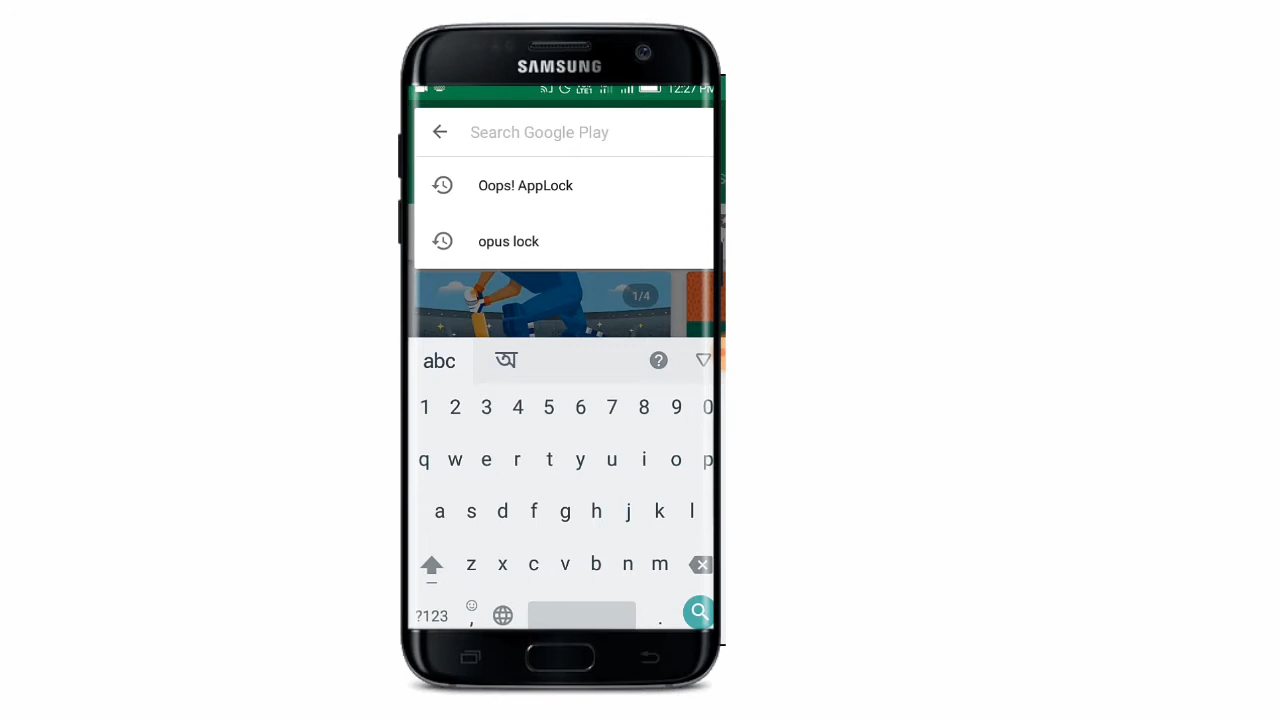 SAMSUNG
12:27 PM
Search Google Play
Oops! AppLock
opus lock
1/4
abc অ
1 2 3 4 5 6 7 8 9 0
q w e r t y u i o p
a s d f g h j k l
z x c v b n m
?123 , .